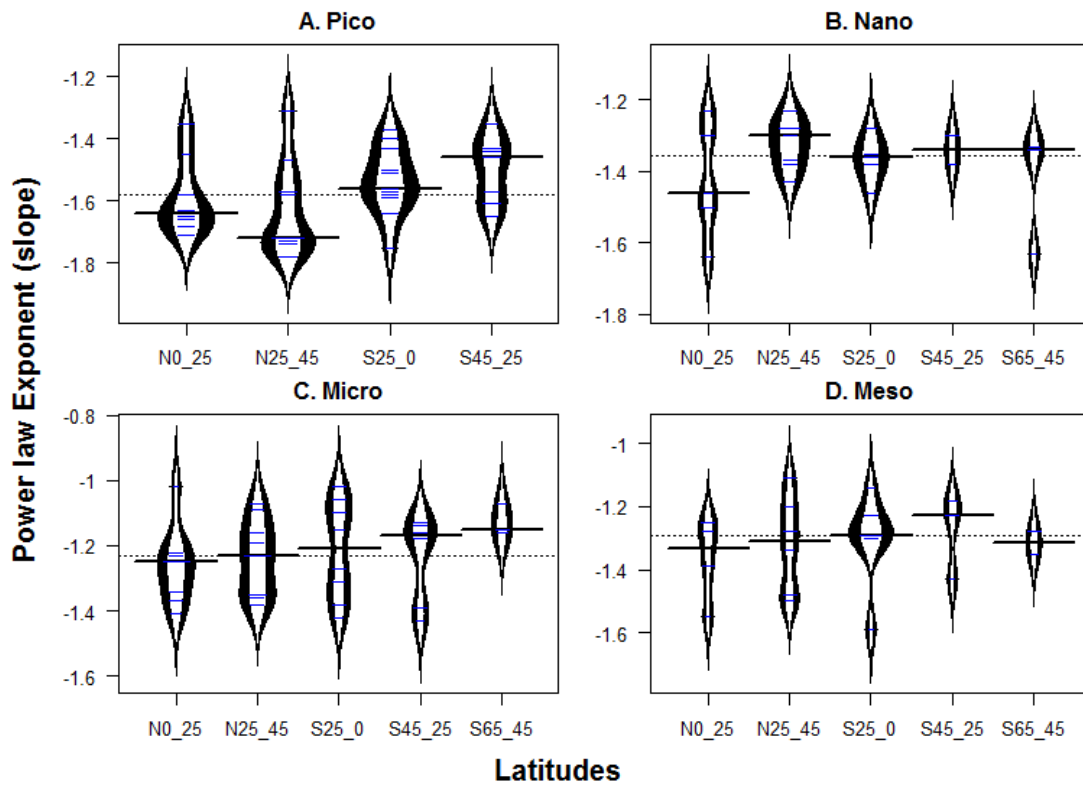 A. Pico
-1.2
-1.4
-1.6
-1.8
N0_25 N25_45 S25_0 S45_25
B. Nano
-1.2
-1.4
-1.6
-1.8
N0_25 N25_45 S25_0 S45_25 S65_45
C. Micro
-0.8
-1
-1.2
-1.4
-1.6
N0_25 N25_45 S25_0 S45_25 S65_45
D. Meso
-1
-1.2
-1.4
-1.6
N0_25 N25_45 S25_0 S45_25 S65_45
Power law Exponent (slope)
Latitudes